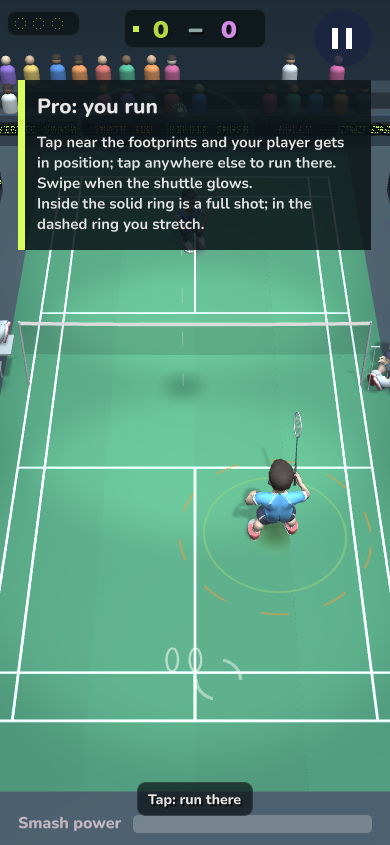 0 – 0
Pro: you run
Tap near the footprints and your player gets
in position; tap anywhere else to run there.
Swipe when the shuttle glows.
Inside the solid ring is a full shot; in the
dashed ring you stretch.
Tap: run there
Smash power